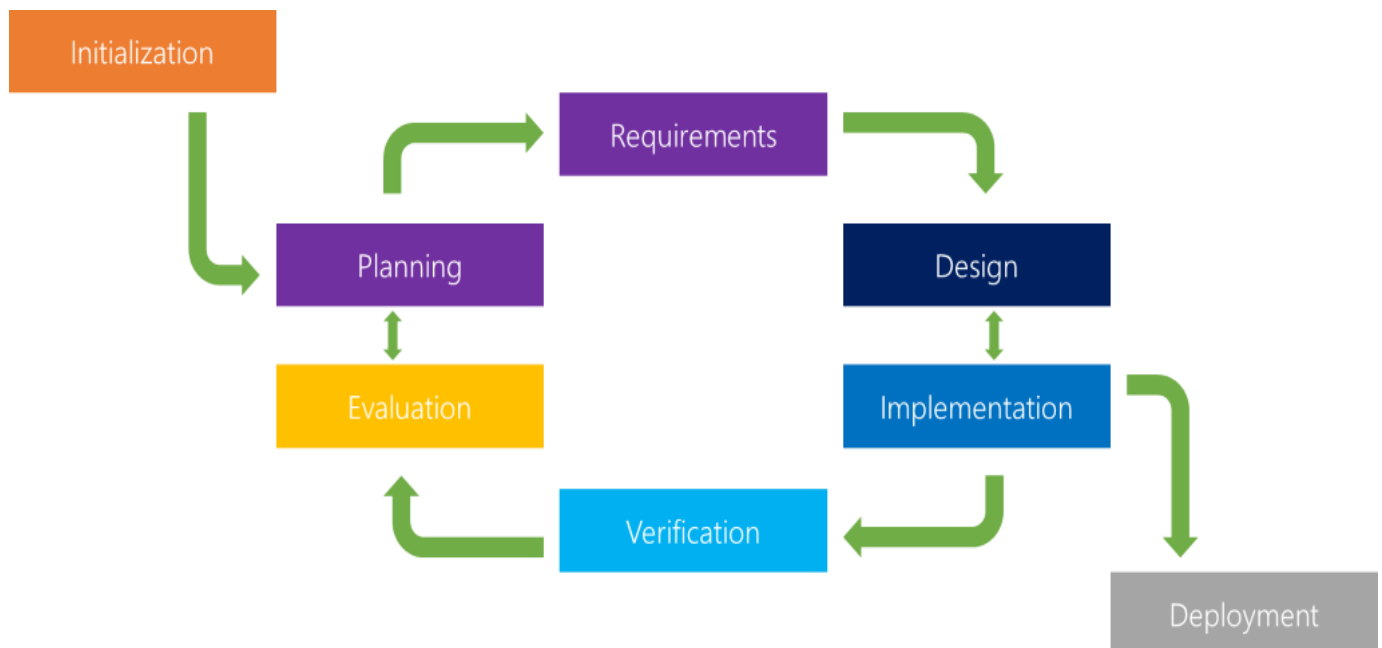 Initialization
Requirements
Planning
Design
Evaluation
Implementation
Verification
Deployment